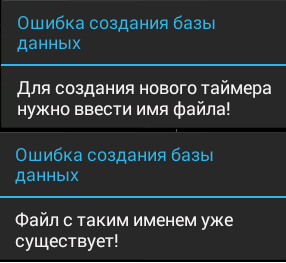 Ошибка создания базы
данных
Для создания нового таймера
нужно ввести имя файла!
Ошибка создания базы
данных
Файл с таким именем уже
существует!